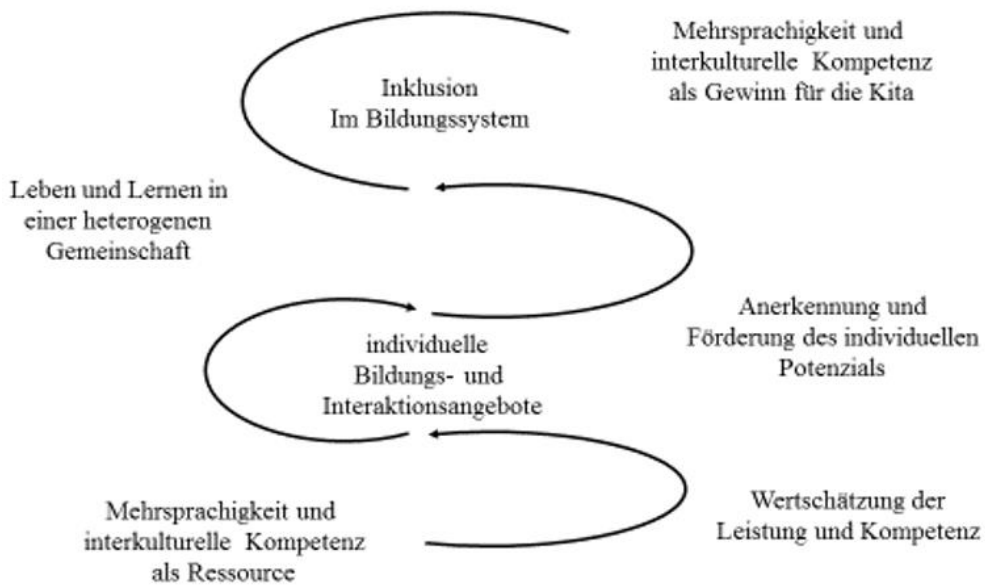 Mehrsprachigkeit und
interkulturelle Kompetenz
als Gewinn für die Kita
Inklusion
Im Bildungssystem
Leben und Lernen in
einer heterogenen
Gemeinschaft
Anerkennung und
Förderung des individuellen
Potenzials
individuelle
Bildungs- und
Interaktionsangebote
Wertschätzung der
Leistung und Kompetenz
Mehrsprachigkeit und
interkulturelle Kompetenz
als Ressource